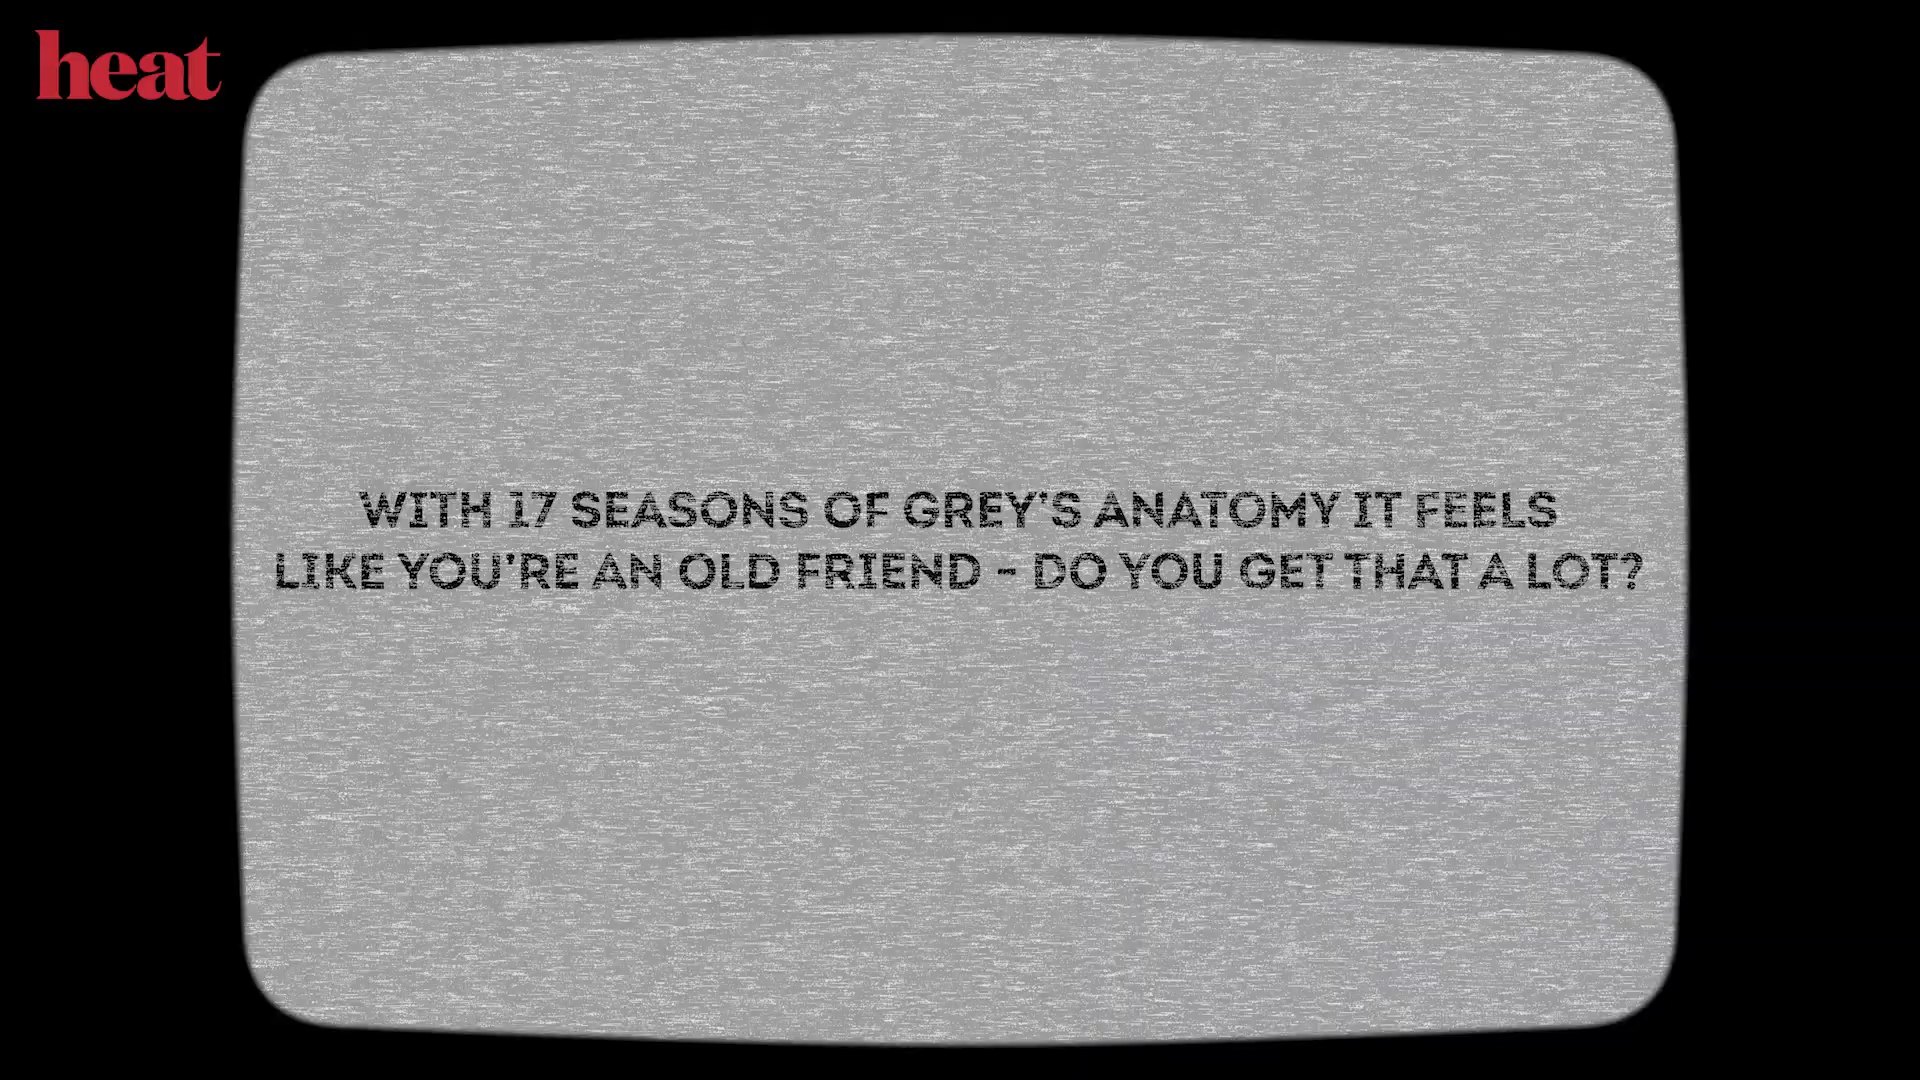 heat
WITH 17 SEASONS OF GREY'S ANATOMY IT FEELS
LIKE YOU'RE AN OLD FRIEND - DO YOU GET THAT A LOT?